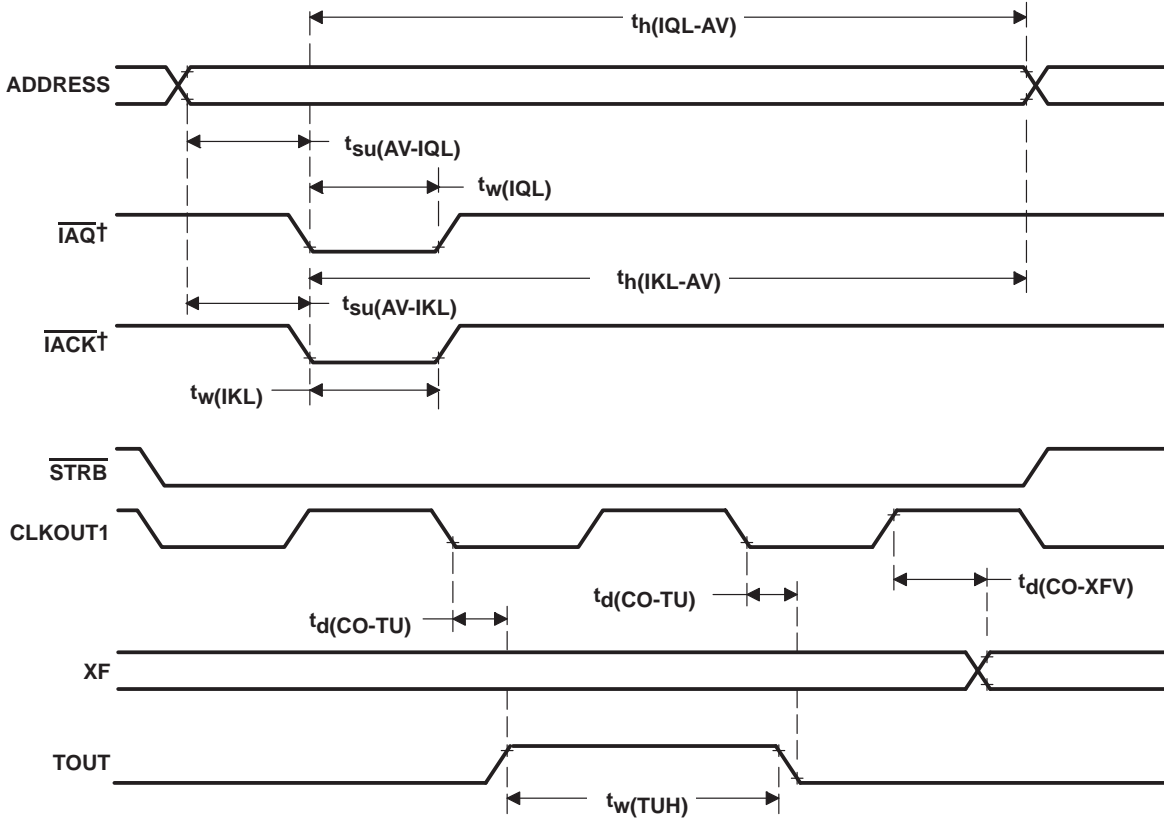 th(IQL-AV)
ADDRESS
tsu(AV-IQL)
tw(IQL)
IAQ†
th(IKL-AV)
tsu(AV-IKL)
IACK†
tw(IKL)
STRB
CLKOUT1
td(CO-XFV)
td(CO-TU)
td(CO-TU)
XF
TOUT
tw(TUH)